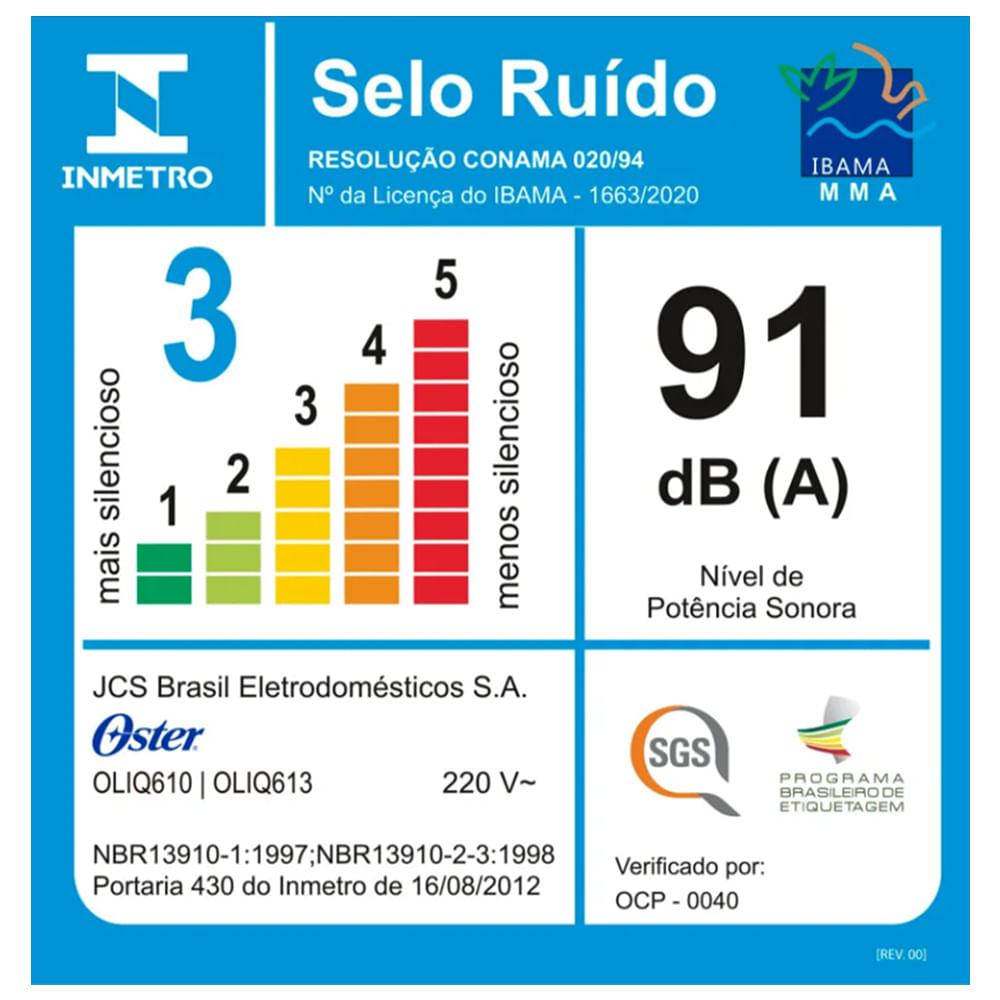 INMETRO
Selo Ruído
RESOLUÇÃO CONAMA 020/94
Nº da Licença do IBAMA - 1663/2020
IBAMA
MMA
3
mais silencioso
1
2
3
4
5
menos silencioso
91
dB (A)
Nível de
Potência Sonora
JCS Brasil Eletrodomésticos S.A.
Oster
OLIQ610 | OLIQ613 220 V~
NBR13910-1:1997;NBR13910-2-3:1998
Portaria 430 do Inmetro de 16/08/2012
SGS
PROGRAMA
BRASILEIRO DE
ETIQUETAGEM
Verificado por:
OCP - 0040
[REV. 00]